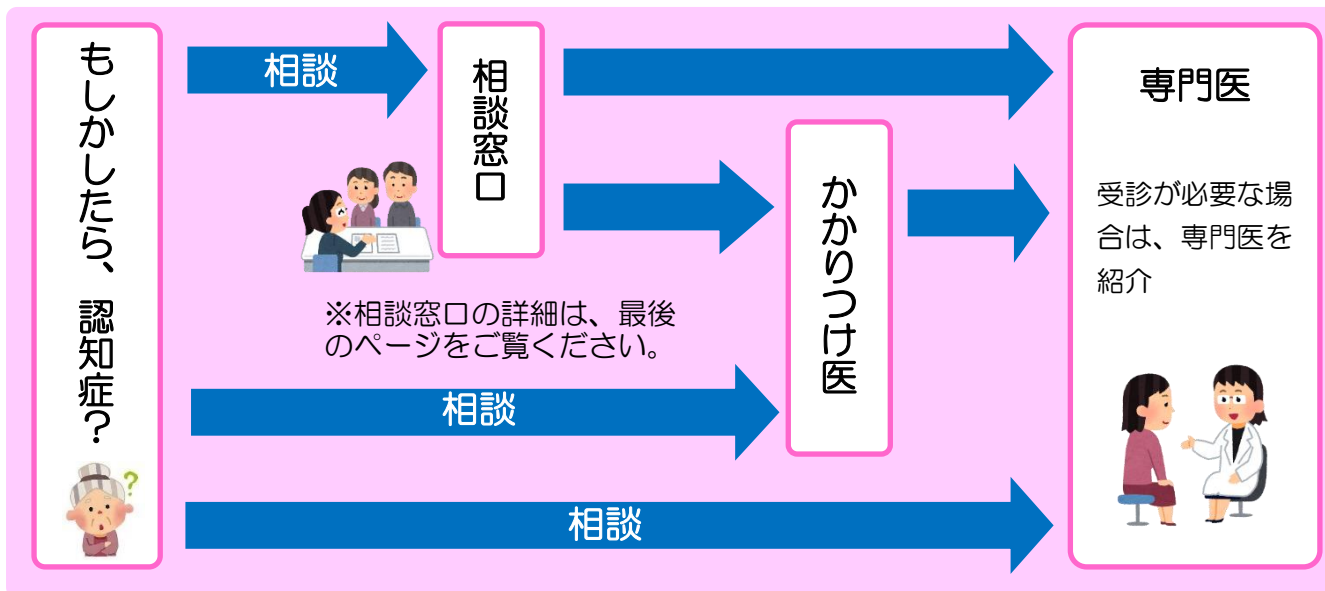 もしかしたら、認知症?
相談
相談窓口
※相談窓口の詳細は、最後
のページをご覧ください。
相談
かかりつけ医
相談
専門医
受診が必要な場
合は、専門医を
紹介